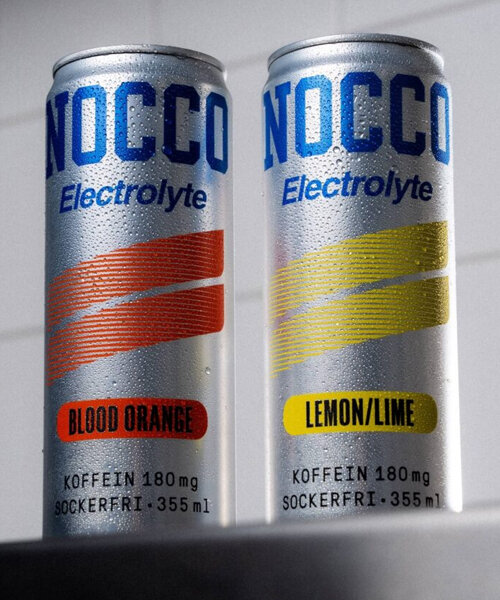 NOCCO
Electrolyte
BLOOD ORANGE
KOFFEIN 180mg
SOCKERFRI·355ml
NOCCO
Electrolyte
LEMON/LIME
KOFFEIN 180mg
SOCKERFRI·355ml